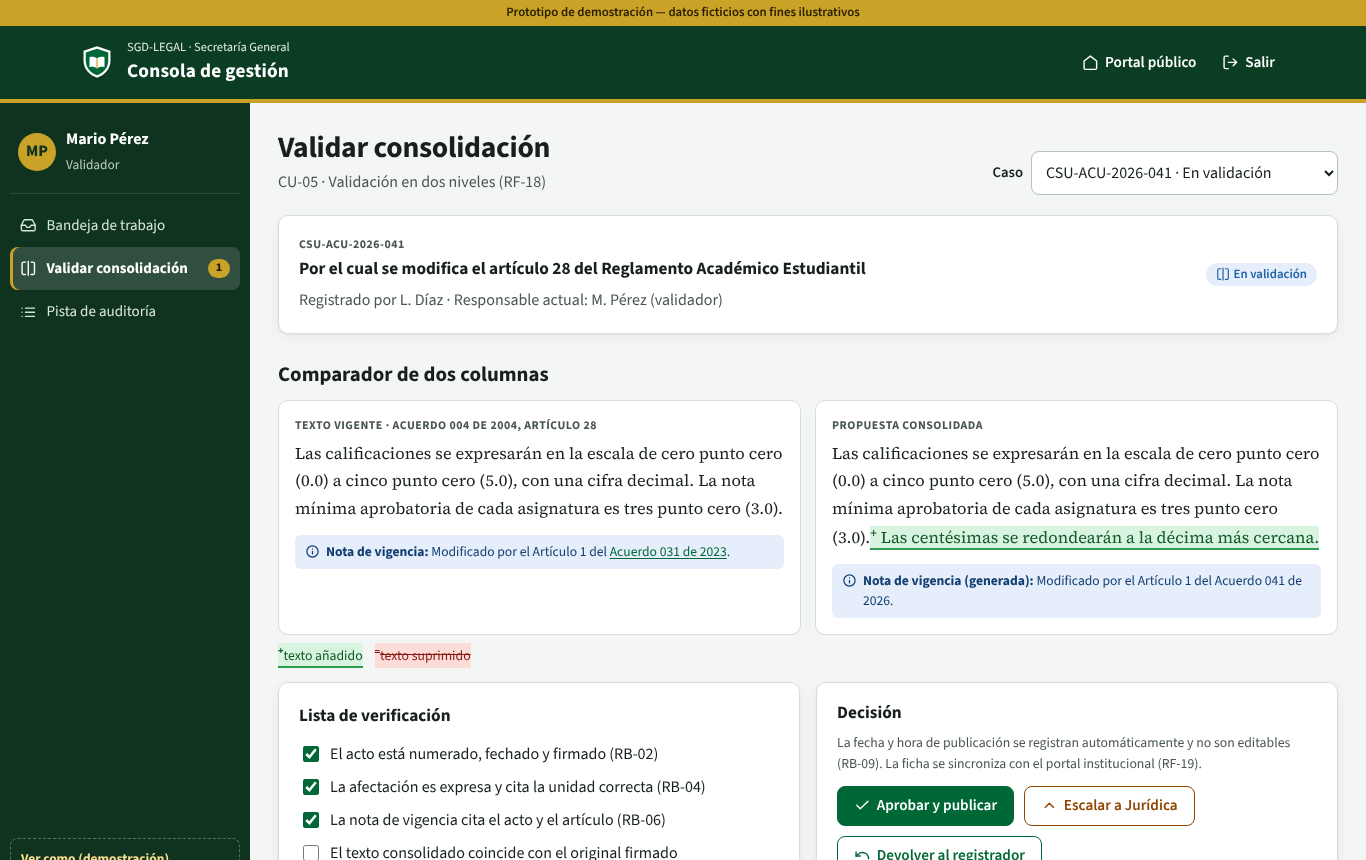 Prototipo de demostración — datos ficticios con fines ilustrativos
SGD-LEGAL · Secretaría General
Consola de gestión
Portal público
Salir
MP
Mario Pérez
Validador
Bandeja de trabajo
Validar consolidación
1
Pista de auditoría
Ver como (demostración)
Validar consolidación
CU-05 · Validación en dos niveles (RF-18)
Caso
CSU-ACU-2026-041 · En validación
CSU-ACU-2026-041
Por el cual se modifica el artículo 28 del Reglamento Académico Estudiantil
Registrado por L. Díaz · Responsable actual: M. Pérez (validador)
En validación
Comparador de dos columnas
TEXTO VIGENTE · ACUERDO 004 DE 2004, ARTÍCULO 28
Las calificaciones se expresarán en la escala de cero punto cero
(0.0) a cinco punto cero (5.0), con una cifra decimal. La nota
mínima aprobatoria de cada asignatura es tres punto cero (3.0).
Nota de vigencia: Modificado por el Artículo 1 del Acuerdo 031 de 2023.
PROPUESTA CONSOLIDADA
Las calificaciones se expresarán en la escala de cero punto cero
(0.0) a cinco punto cero (5.0), con una cifra decimal. La nota
mínima aprobatoria de cada asignatura es tres punto cero
(3.0).+ Las centésimas se redondearán a la décima más cercana.
Nota de vigencia (generada): Modificado por el Artículo 1 del Acuerdo 041 de
2026.
+texto añadido
−texto suprimido
Lista de verificación
El acto está numerado, fechado y firmado (RB-02)
La afectación es expresa y cita la unidad correcta (RB-04)
La nota de vigencia cita el acto y el artículo (RB-06)
El texto consolidado coincide con el original firmado
Decisión
La fecha y hora de publicación se registran automáticamente y no son editables
(RB-09). La ficha se sincroniza con el portal institucional (RF-19).
Aprobar y publicar
Escalar a Jurídica
Devolver al registrador